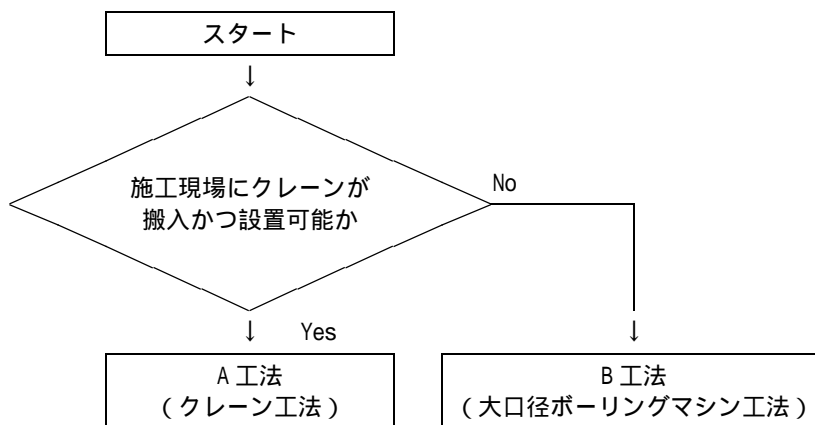 スタート
↓
施工現場にクレーンが
搬入かつ設置可能か
No
↓ Yes
↓
A 工法
（クレーン工法）
B 工法
（大口径ボーリングマシン工法）